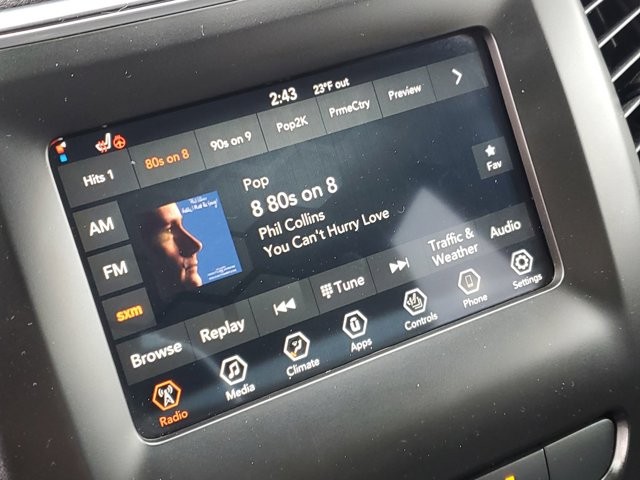 2:43 23°F out
Hits 1 80s on 8 90s on 9 Pop2K PrmeCtry Preview
AM
FM
sxm
Pop
8 80s on 8
Phil Collins
You Can't Hurry Love
Fav
Browse Replay Tune Traffic & Weather Audio
Radio Media Climate Apps Controls Phone Settings